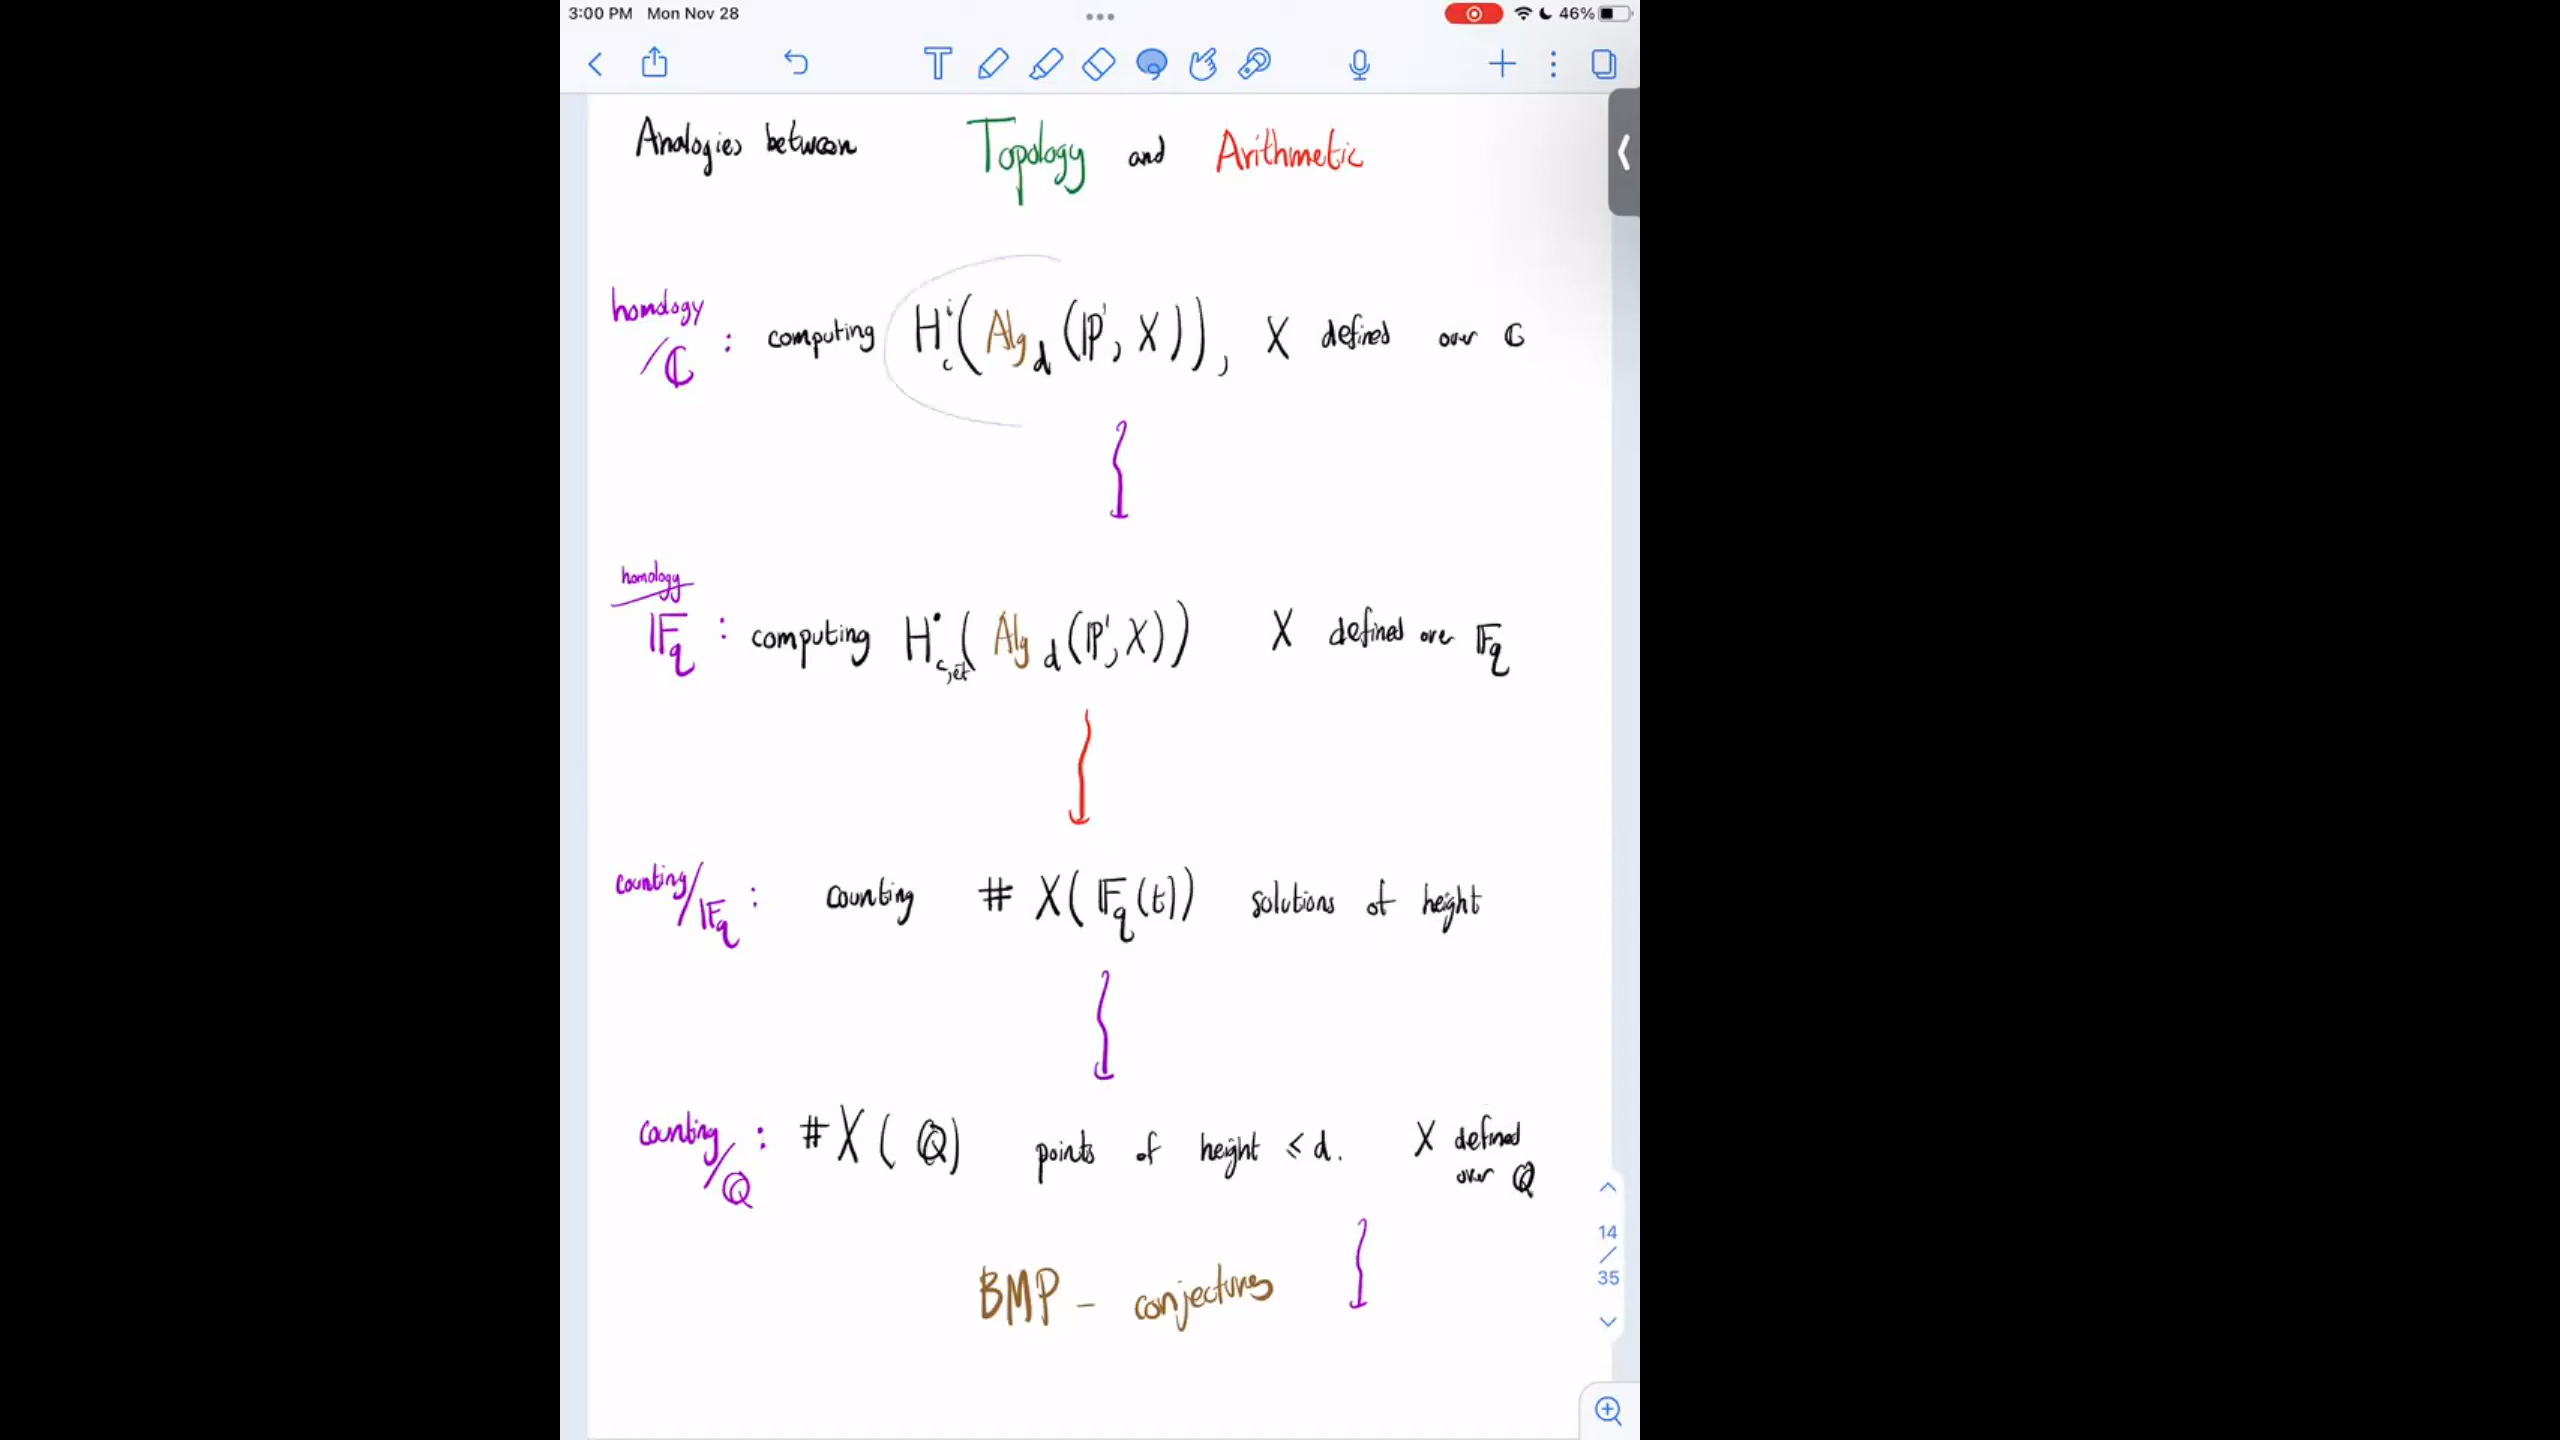 3:00 PM Mon Nov 28 46%
Analogies between Topology and Arithmetic
homology /ℂ : computing H^i_c(Alg_d(ℙ^1, X)), X defined over ℂ
homology
𝔽_q : computing H^•_{c,ét}(Alg_d(ℙ^1, X)) X defined over 𝔽_q
counting/𝔽_q : counting # X(𝔽_q(t)) solutions of height
counting/ℚ : #X(ℚ) points of height ≤ d. X defined over ℚ
BMP - conjectures
14
/
35